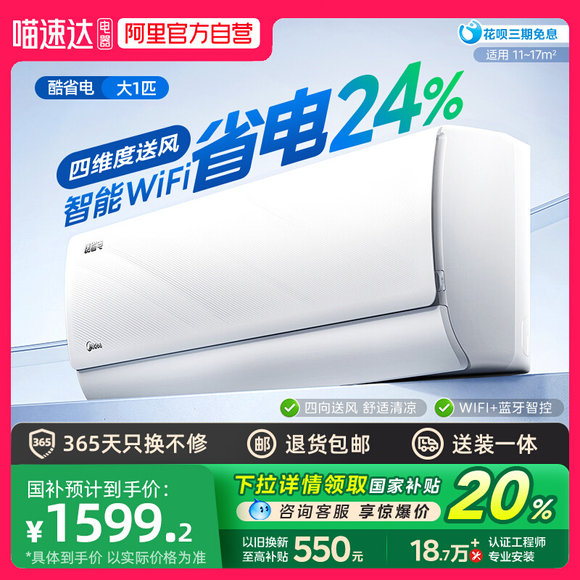 喵速达电器 阿里官方自营
花呗三期免息
适用 11~17m²
酷省电 大1匹
四维度送风
智能WiFi省电24%
酷省电
Midea
四向送风 舒适清凉 WIFI+蓝牙智控
365 365天只换不修 邮 退货包邮 送装一体
国补预计到手价:
¥1599.2
*具体到手价 以实际价格为准
下拉详情领取国家补贴
咨询客服 享惊爆价
20%
以旧换新
至高补贴 550元
18.7万+ 认证工程师
专业安装